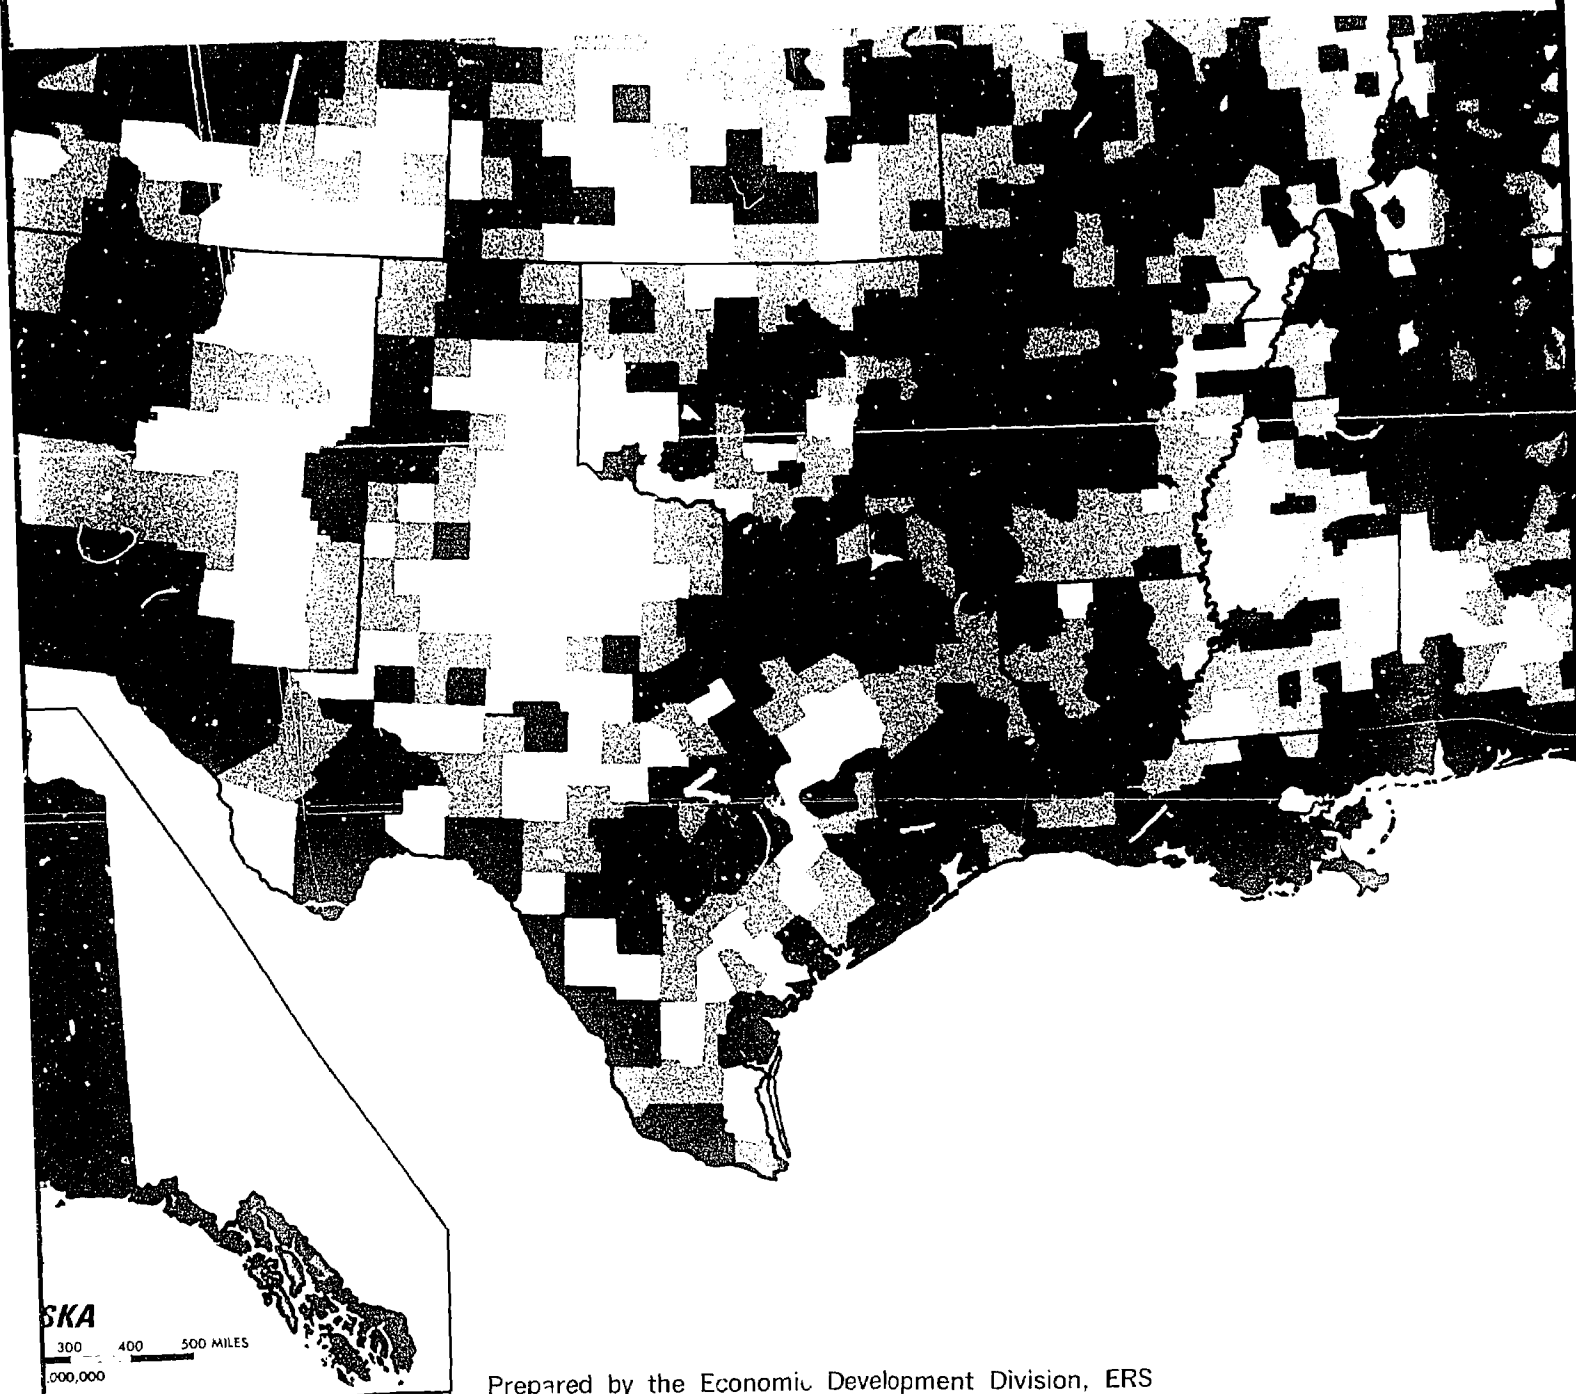 SKA
300 400 500 MILES
.000,000
Prepared by the Economic Development Division, ERS